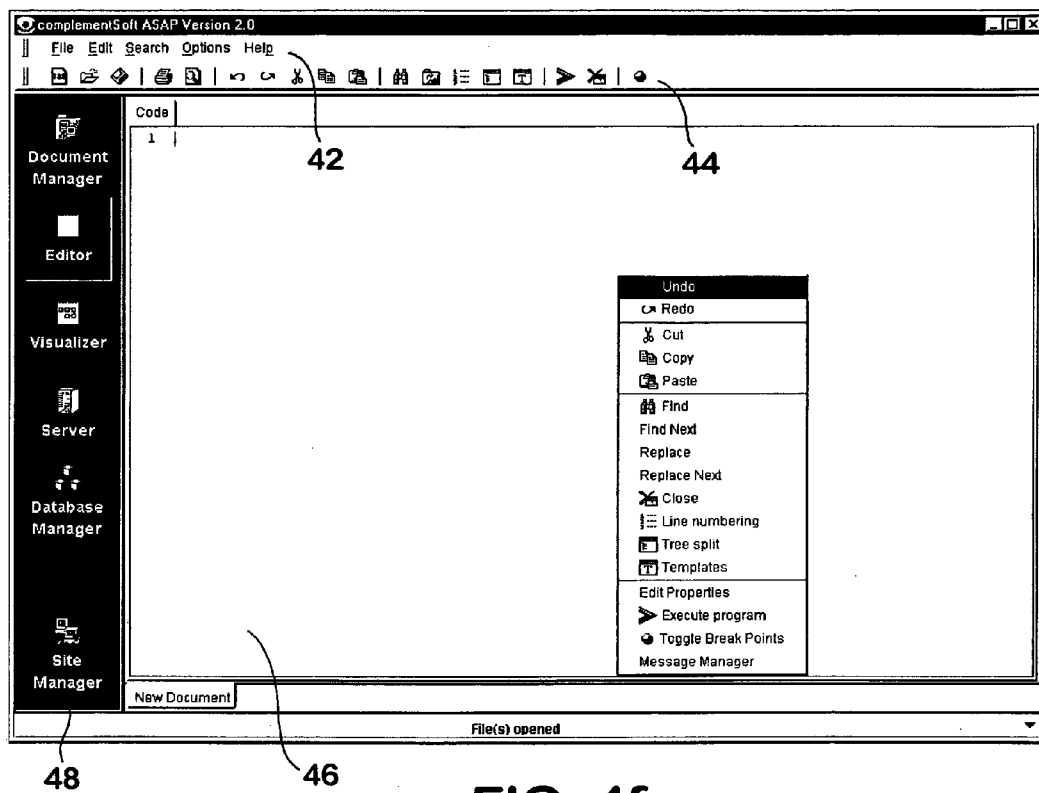 complementSoft ASAP Version 2.0
File Edit Search Options Help
Code
1
42
44
Document
Manager
Editor
Visualizer
Server
Database
Manager
Site
Manager
Undo
Redo
Cut
Copy
Paste
Find
Find Next
Replace
Replace Next
Close
Line numbering
Tree split
Templates
Edit Properties
Execute program
Toggle Break Points
Message Manager
New Document
File(s) opened
48
46
FIG. 4f